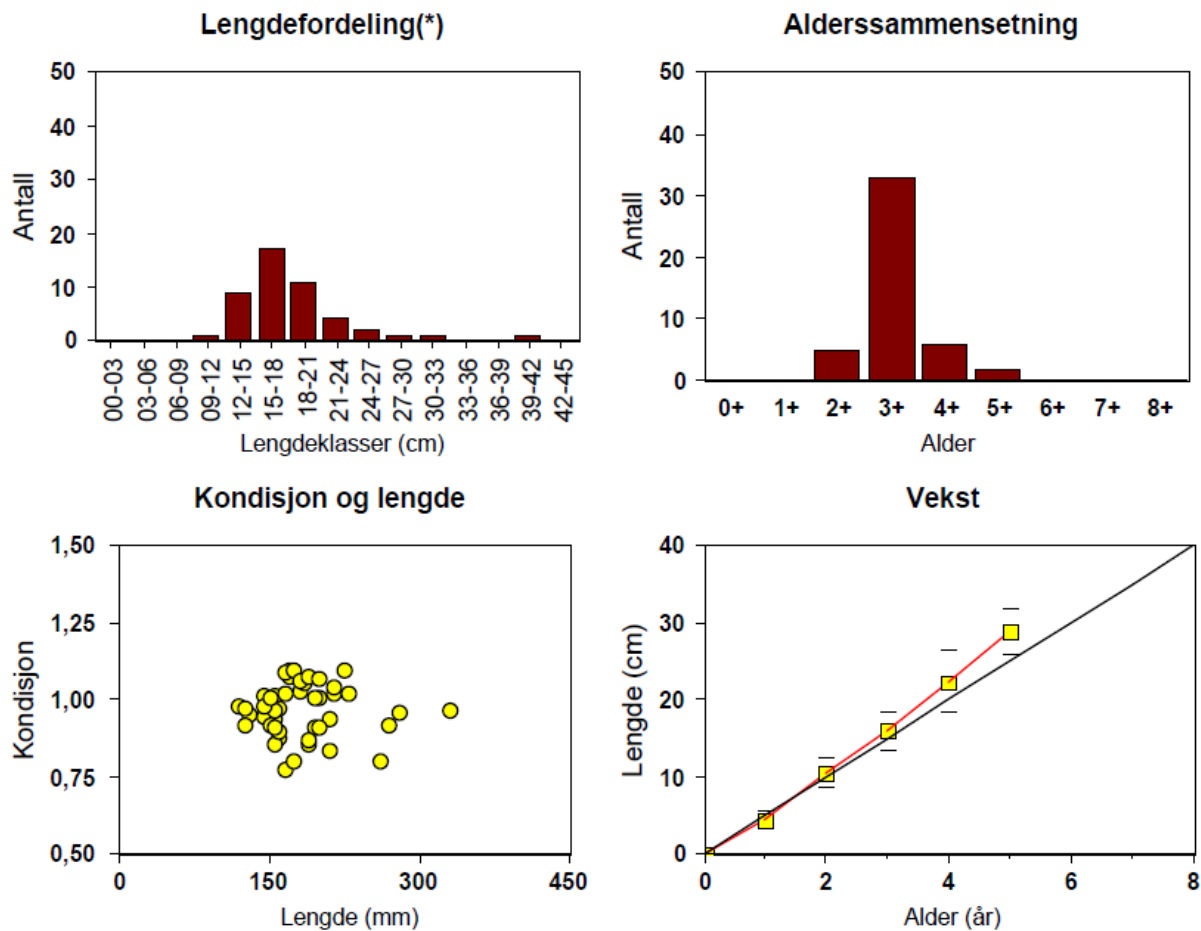 Lengdefordeling(*)
50
40
30
20
10
0
Antall
00-03
03-06
06-09
09-12
12-15
15-18
18-21
21-24
24-27
27-30
30-33
33-36
36-39
39-42
42-45
Lengdeklasser (cm)
Alderssammensetning
50
40
30
20
10
0
Antall
0+ 1+ 2+ 3+ 4+ 5+ 6+ 7+ 8+
Alder
Kondisjon og lengde
1,50
1,25
1,00
0,75
0,50
Kondisjon
0 150 300 450
Lengde (mm)
Vekst
40
30
20
10
0
Lengde (cm)
0 2 4 6 8
Alder (år)